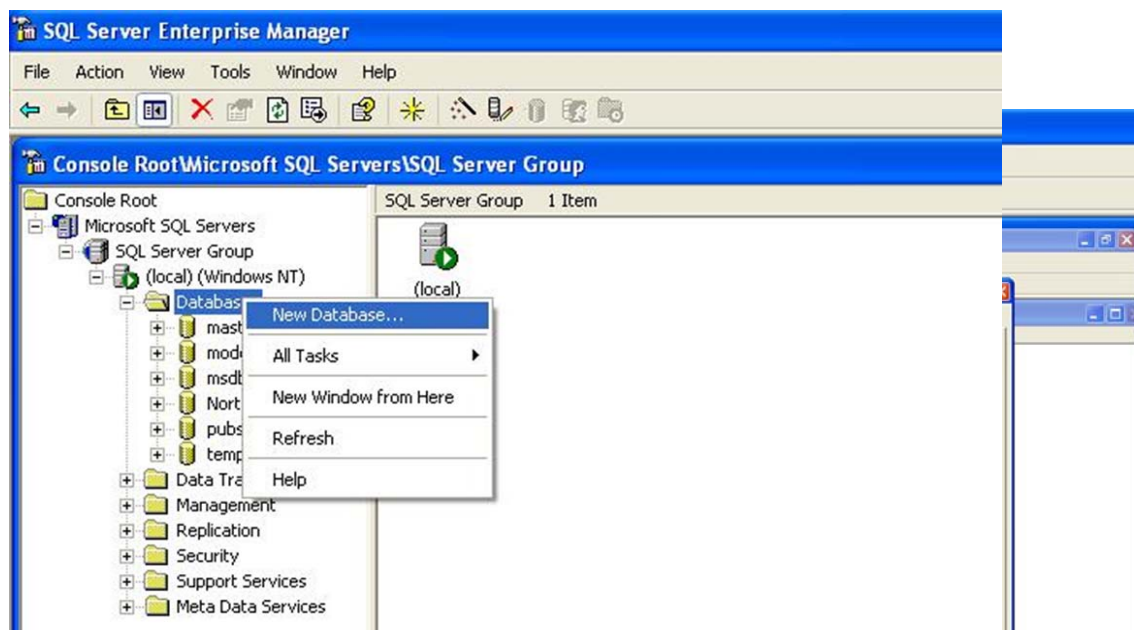 SQL Server Enterprise Manager
File Action View Tools Window Help
Console Root\Microsoft SQL Servers\SQL Server Group
Console Root
Microsoft SQL Servers
SQL Server Group
(local) (Windows NT)
Databas
mast
mode
msdb
Nort
pubs
temp
Data Tra
Management
Replication
Security
Support Services
Meta Data Services
SQL Server Group 1 Item
(local)
New Database...
All Tasks
New Window from Here
Refresh
Help